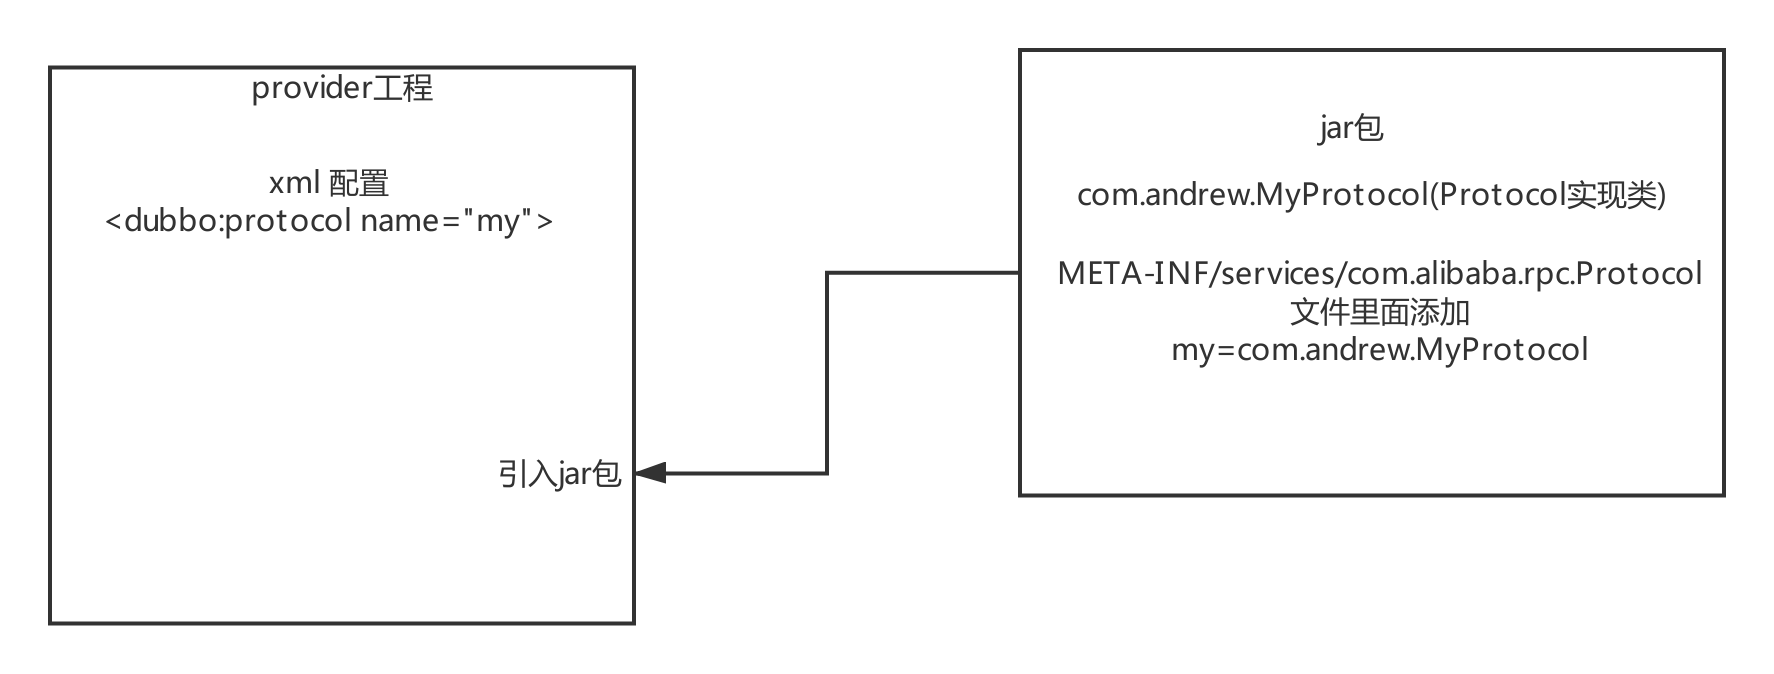 provider工程
xml 配置
<dubbo:protocol name="my">
引入jar包
jar包
com.andrew.MyProtocol(Protocol实现类)
META-INF/services/com.alibaba.rpc.Protocol
文件里面添加
my=com.andrew.MyProtocol